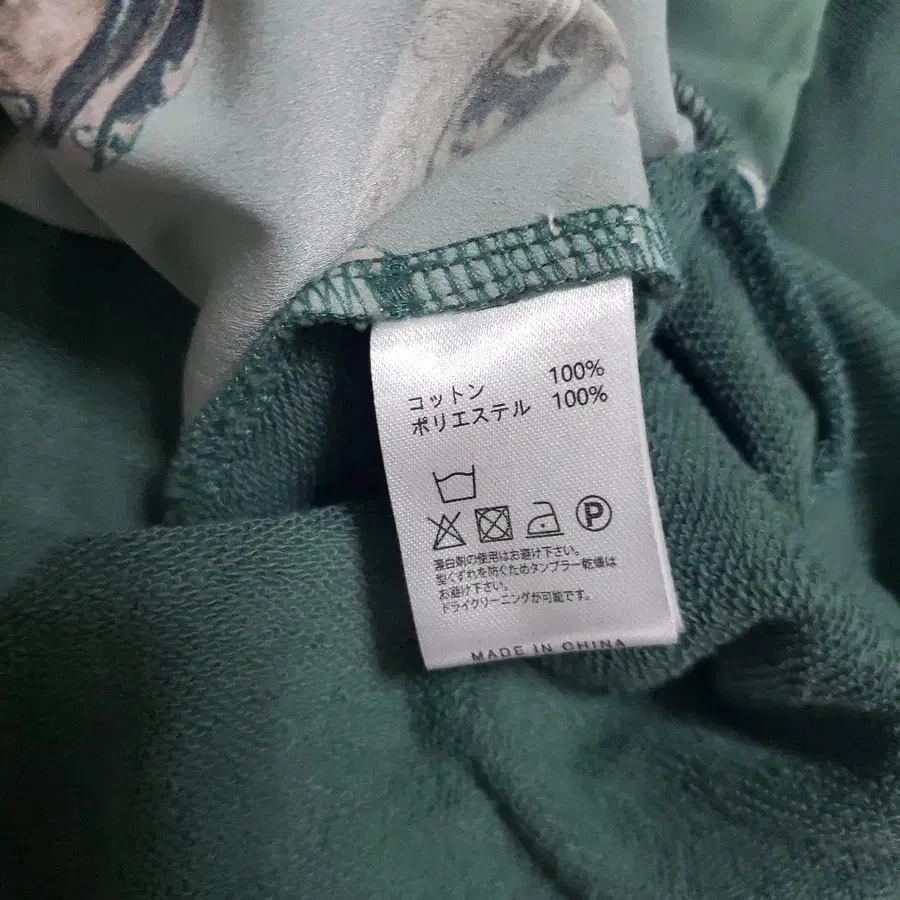 コットン 100%
ポリエステル 100%
P
漂白剤の使用はお避け下さい。
型くずれを防ぐためタンブラー乾燥は
お避け下さい。
ドライクリーニングが可能です。
MADE IN CHINA